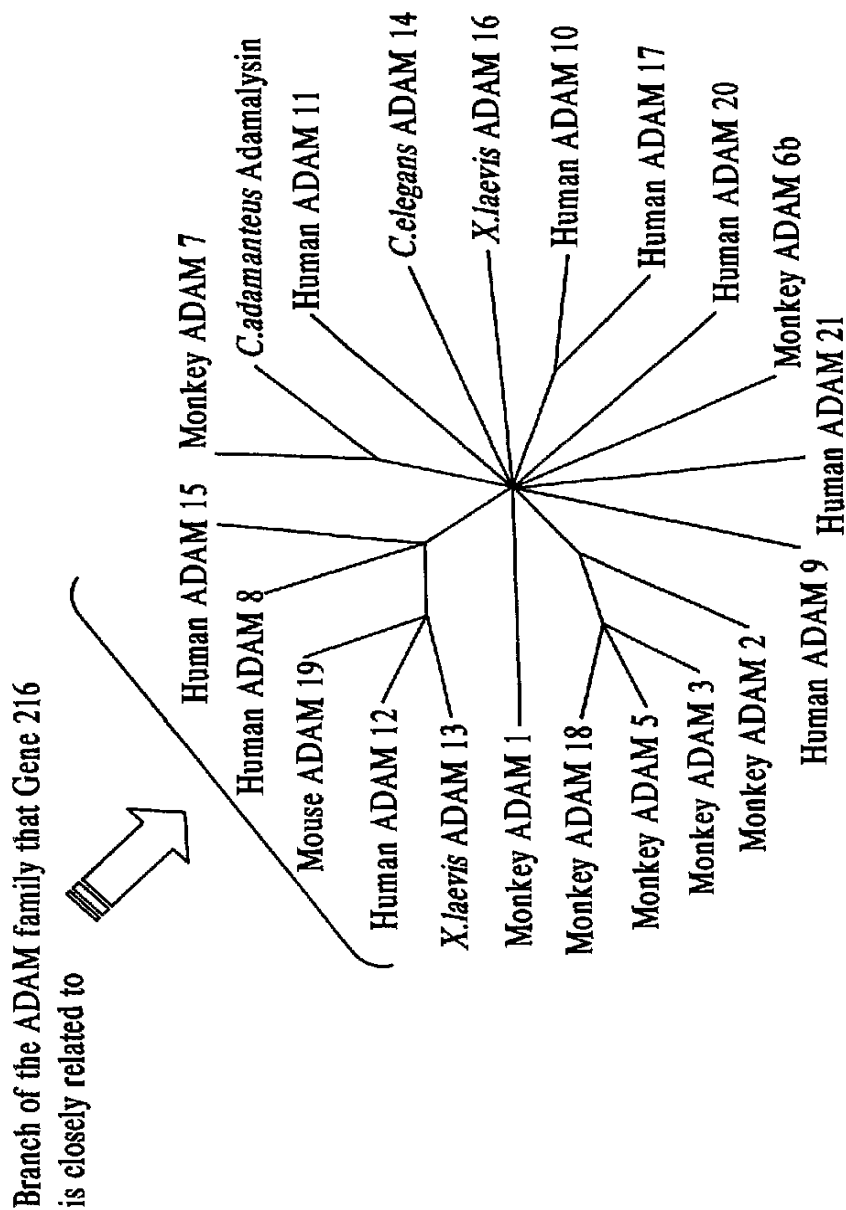 Branch of the ADAM family that Gene 216
is closely related to
Human ADAM 15
Monkey ADAM 7
C.adamanteus Adamalysin
Human ADAM 11
C.elegans ADAM 14
X.laevis ADAM 16
Human ADAM 10
Human ADAM 17
Human ADAM 20
Monkey ADAM 6b
Human ADAM 21
Human ADAM 9
Monkey ADAM 2
Monkey ADAM 3
Monkey ADAM 5
Monkey ADAM 18
Monkey ADAM 1
X.laevis ADAM 13
Human ADAM 12
Mouse ADAM 19
Human ADAM 8